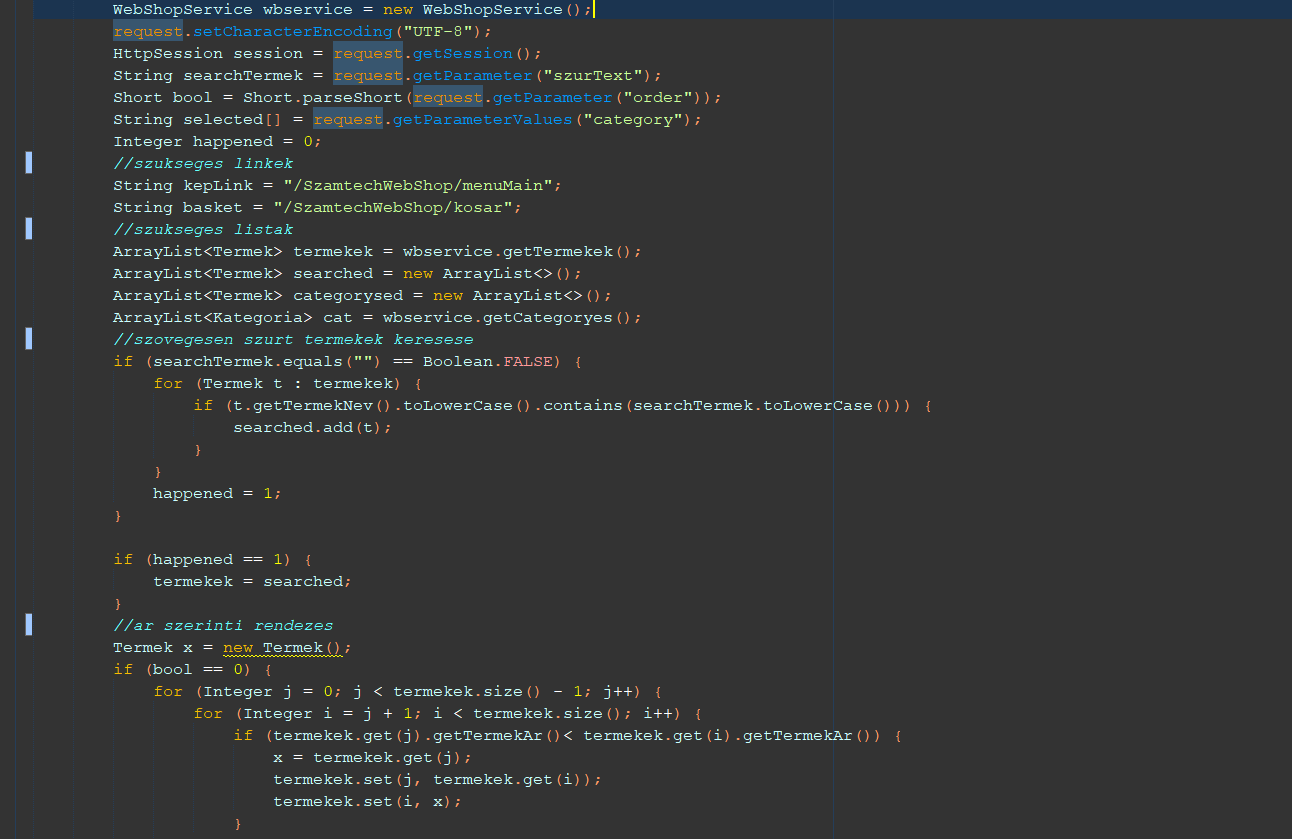 WebShopService wbservice = new WebShopService();
request.setCharacterEncoding("UTF-8");
HttpSession session = request.getSession();
String searchTermek = request.getParameter("szurText");
Short bool = Short.parseShort(request.getParameter("order"));
String selected[] = request.getParameterValues("category");
Integer happened = 0;
//szukseges linkek
String kepLink = "/SzamtechWebShop/menuMain";
String basket = "/SzamtechWebShop/kosar";
//szukseges listak
ArrayList<Termek> termekek = wbservice.getTermekek();
ArrayList<Termek> searched = new ArrayList<>();
ArrayList<Termek> categorysed = new ArrayList<>();
ArrayList<Kategoria> cat = wbservice.getCategoryes();
//szovegesen szurt termekek keresese
if (searchTermek.equals("") == Boolean.FALSE) {
for (Termek t : termekek) {
if (t.getTermekNev().toLowerCase().contains(searchTermek.toLowerCase())) {
searched.add(t);
}
}
happened = 1;
}
if (happened == 1) {
termekek = searched;
}
//ar szerinti rendezes
Termek x = new Termek();
if (bool == 0) {
for (Integer j = 0; j < termekek.size() - 1; j++) {
for (Integer i = j + 1; i < termekek.size(); i++) {
if (termekek.get(j).getTermekAr()< termekek.get(i).getTermekAr()) {
x = termekek.get(j);
termekek.set(j, termekek.get(i));
termekek.set(i, x);
}